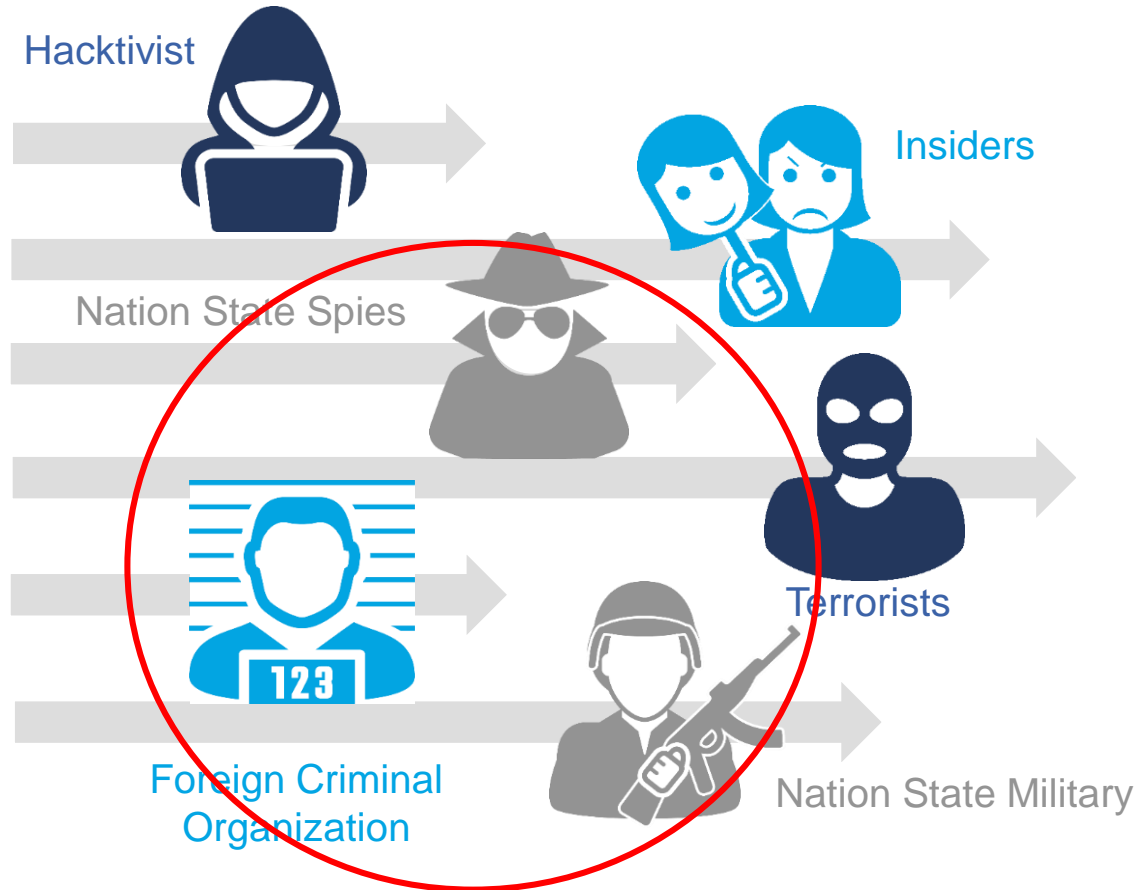 Hacktivist
Insiders
Nation State Spies
Terrorists
123
Foreign Criminal
Organization
Nation State Military